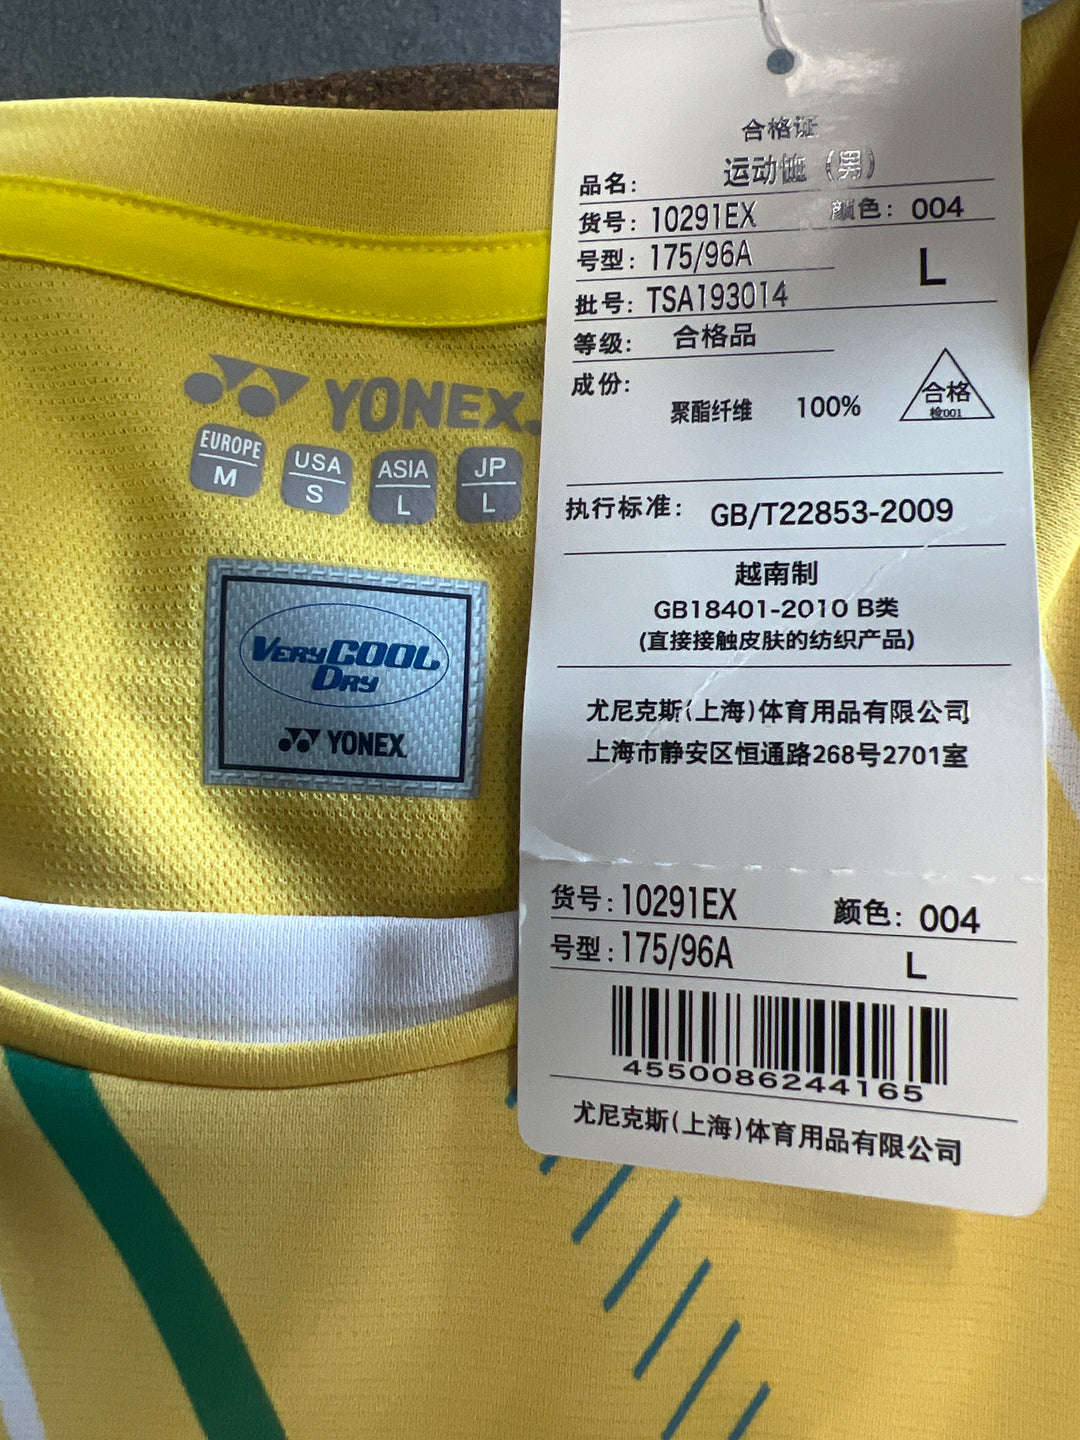 合格证
品名: 运动恤 (男)
货号: 10291EX 颜色: 004
号型: 175/96A L
批号: TSA193014
等级: 合格品
成份:
聚酯纤维 100%
合格
检001
执行标准: GB/T22853-2009
越南制
GB18401-2010 B类
(直接接触皮肤的纺织产品)
尤尼克斯(上海)体育用品有限公司
上海市静安区恒通路268号2701室
货号: 10291EX 颜色: 004
号型: 175/96A L
4550086244165
尤尼克斯(上海)体育用品有限公司
YONEX
EUROPE M
USA S
ASIA L
JP L
VERY COOL
DRY
YONEX